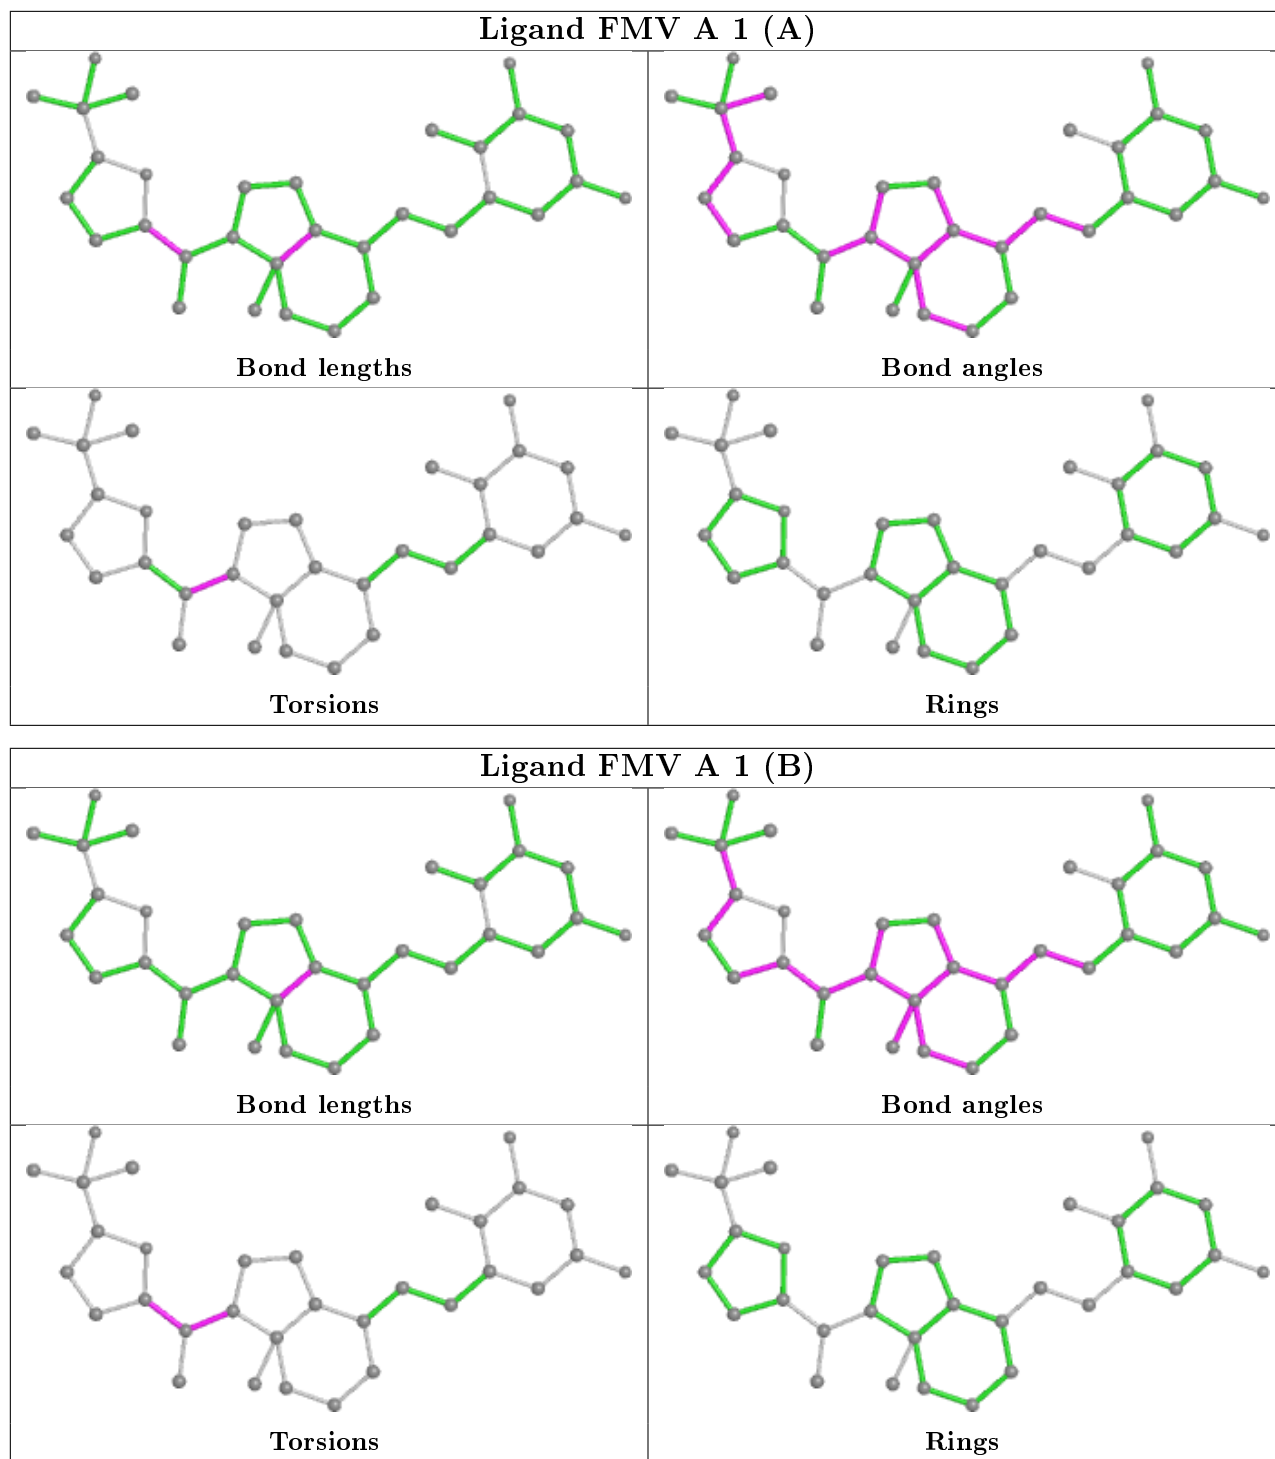 Ligand FMV A 1 (A)
Bond lengths
Bond angles
Torsions
Rings
Ligand FMV A 1 (B)
Bond lengths
Bond angles
Torsions
Rings